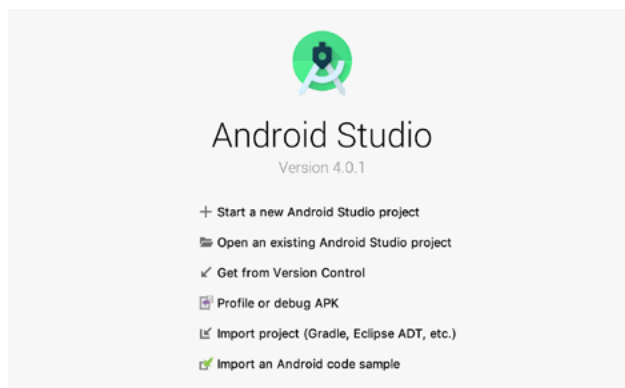 Android Studio
Version 4.0.1
Start a new Android Studio project
Open an existing Android Studio project
Get from Version Control
Profile or debug APK
Import project (Gradle, Eclipse ADT, etc.)
Import an Android code sample